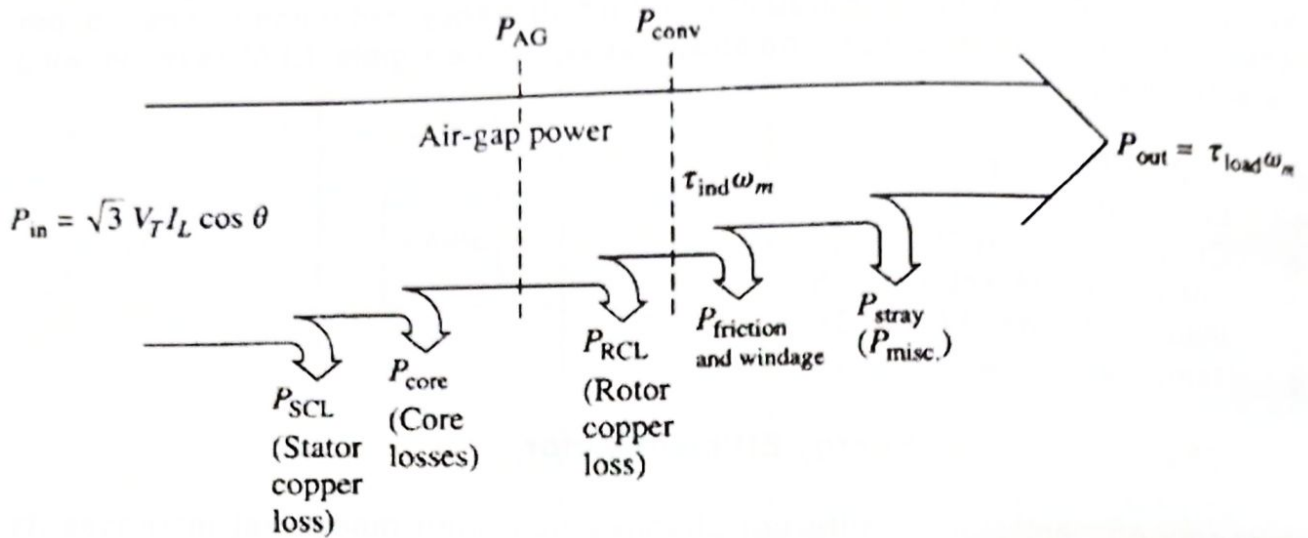 P_AG
P_conv
Air-gap power
P_out = τ_load ω_m
τ_ind ω_m
P_in = √3 V_T I_L cos θ
P_SCL
(Stator
copper
loss)
P_core
(Core
losses)
P_RCL
(Rotor
copper
loss)
P_friction
and windage
P_stray
(P_misc.)